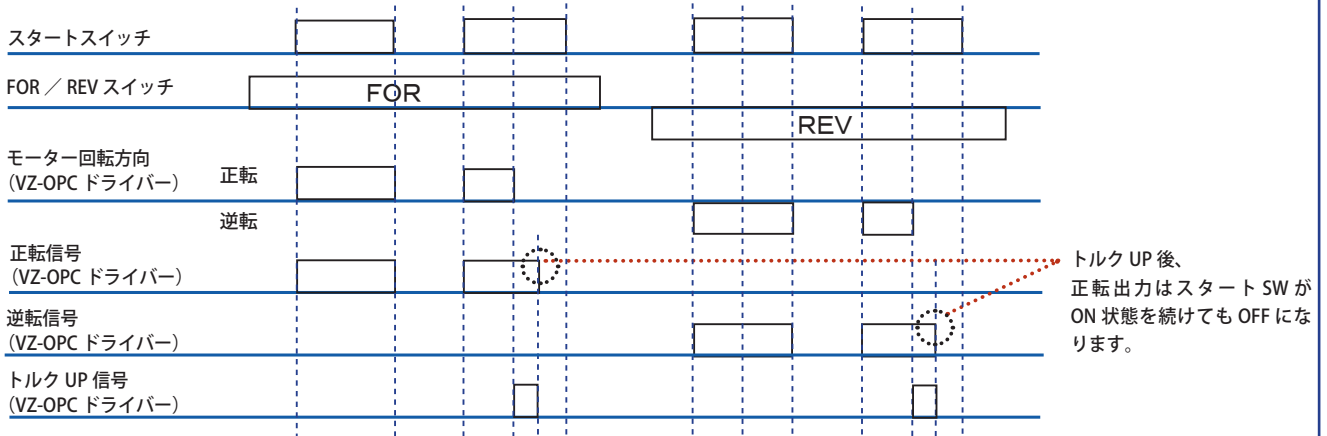 スタートスイッチ
FOR ／ REV スイッチ
FOR
REV
モーター回転方向
（VZ-OPC ドライバー）
正転
逆転
正転信号
（VZ-OPC ドライバー）
逆転信号
（VZ-OPC ドライバー）
トルク UP 信号
（VZ-OPC ドライバー）
トルク UP 後、
正転出力はスタート SW が
ON 状態を続けても OFF にな
ります。